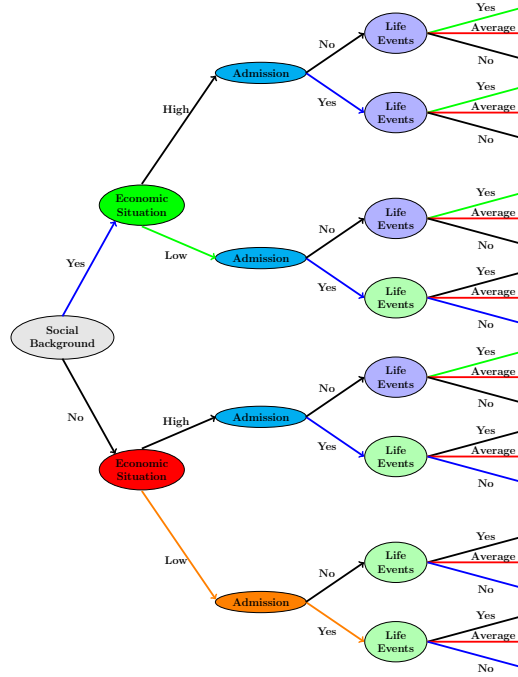 Yes
Life
Events
Average
No
No
Admission
Yes
Yes
Life
Events
Average
High
No
Economic
Situation
Yes
Life
Events
Average
No
No
Low
Admission
Yes
Yes
Yes
Life
Events
Average
No
Social
Background
Yes
Life
Events
Average
No
No
No
High
Admission
Yes
Yes
Life
Events
Average
Economic
Situation
No
Yes
Life
Events
Average
Low
No
No
Admission
Yes
Yes
Life
Events
Average
No